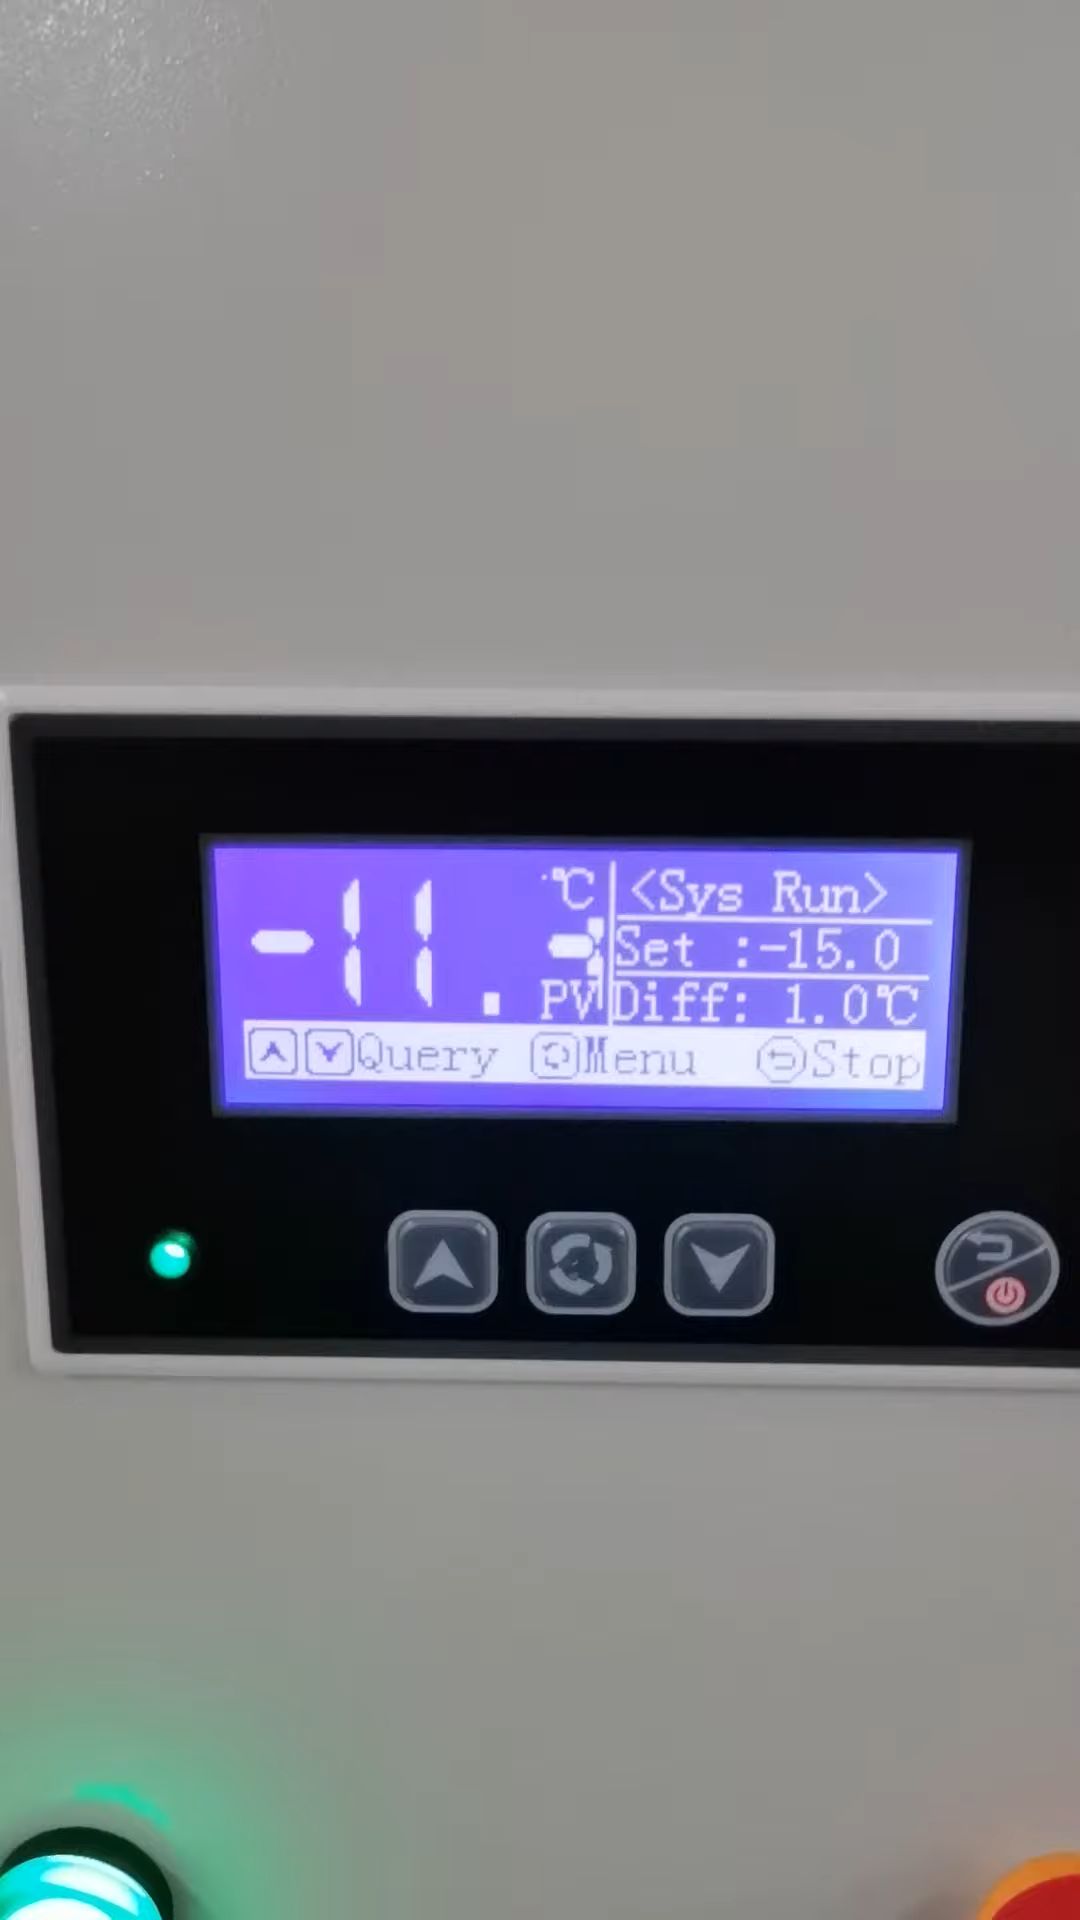 -11.
℃
PV
<Sys Run>
Set :-15.0
Diff: 1.0℃
Query Menu Stop